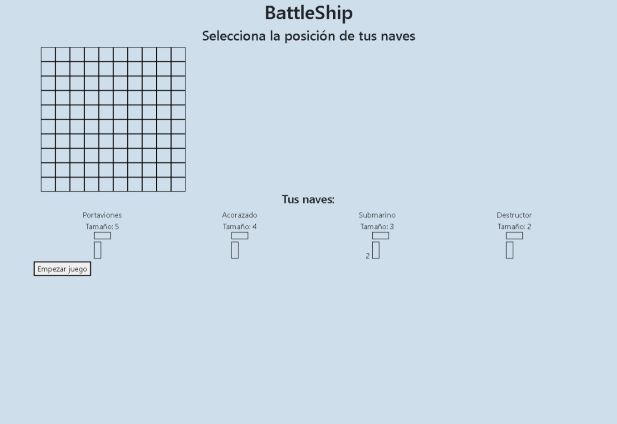 BattleShip
Selecciona la posición de tus naves
Tus naves:
Portaviones
Tamaño: 5
Acorazado
Tamaño: 4
Submarino
Tamaño: 3
2
Destructor
Tamaño: 2
Empezar juego